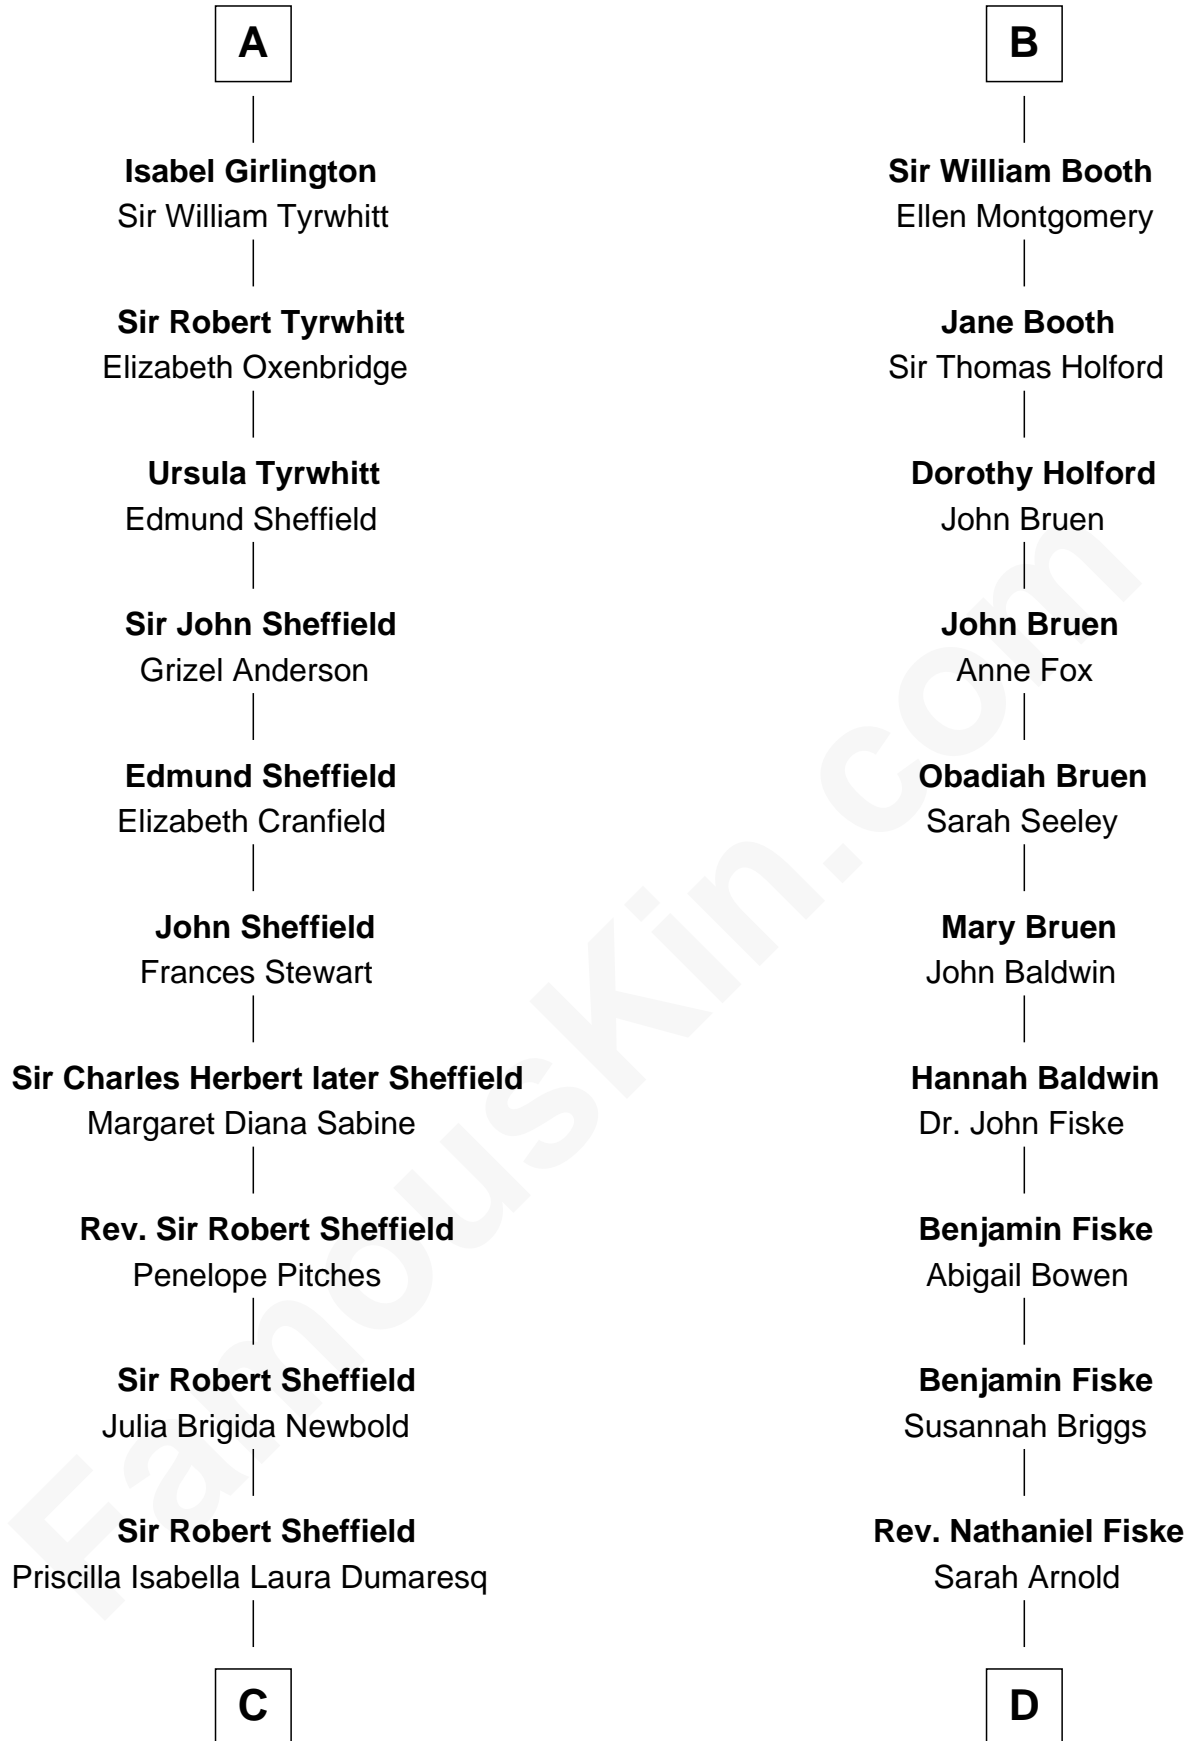 A
Isabel Girlington
Sir William Tyrwhitt
Sir Robert Tyrwhitt
Elizabeth Oxenbridge
Ursula Tyrwhitt
Edmund Sheffield
Sir John Sheffield
Grizel Anderson
Edmund Sheffield
Elizabeth Cranfield
John Sheffield
Frances Stewart
Sir Charles Herbert later Sheffield
Margaret Diana Sabine
Rev. Sir Robert Sheffield
Penelope Pitches
Sir Robert Sheffield
Julia Brigida Newbold
Sir Robert Sheffield
Priscilla Isabella Laura Dumaresq
C
B
Sir William Booth
Ellen Montgomery
Jane Booth
Sir Thomas Holford
Dorothy Holford
John Bruen
John Bruen
Anne Fox
Obadiah Bruen
Sarah Seeley
Mary Bruen
John Baldwin
Hannah Baldwin
Dr. John Fiske
Benjamin Fiske
Abigail Bowen
Benjamin Fiske
Susannah Briggs
Rev. Nathaniel Fiske
Sarah Arnold
D
FamousKin.com